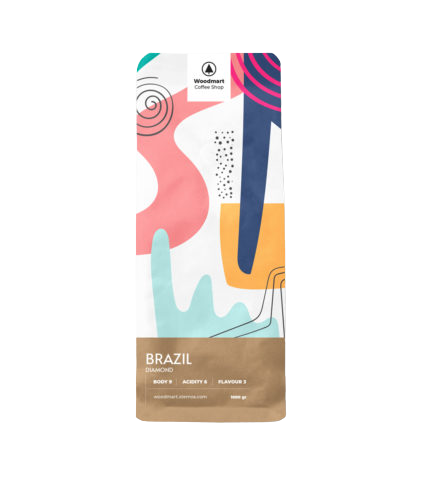 Woodmart
Coffee Shop
BRAZIL
DIAMOND
BODY 9 ACIDITY 6 FLAVOUR 3
woodmart.xtemos.com 1000 gr